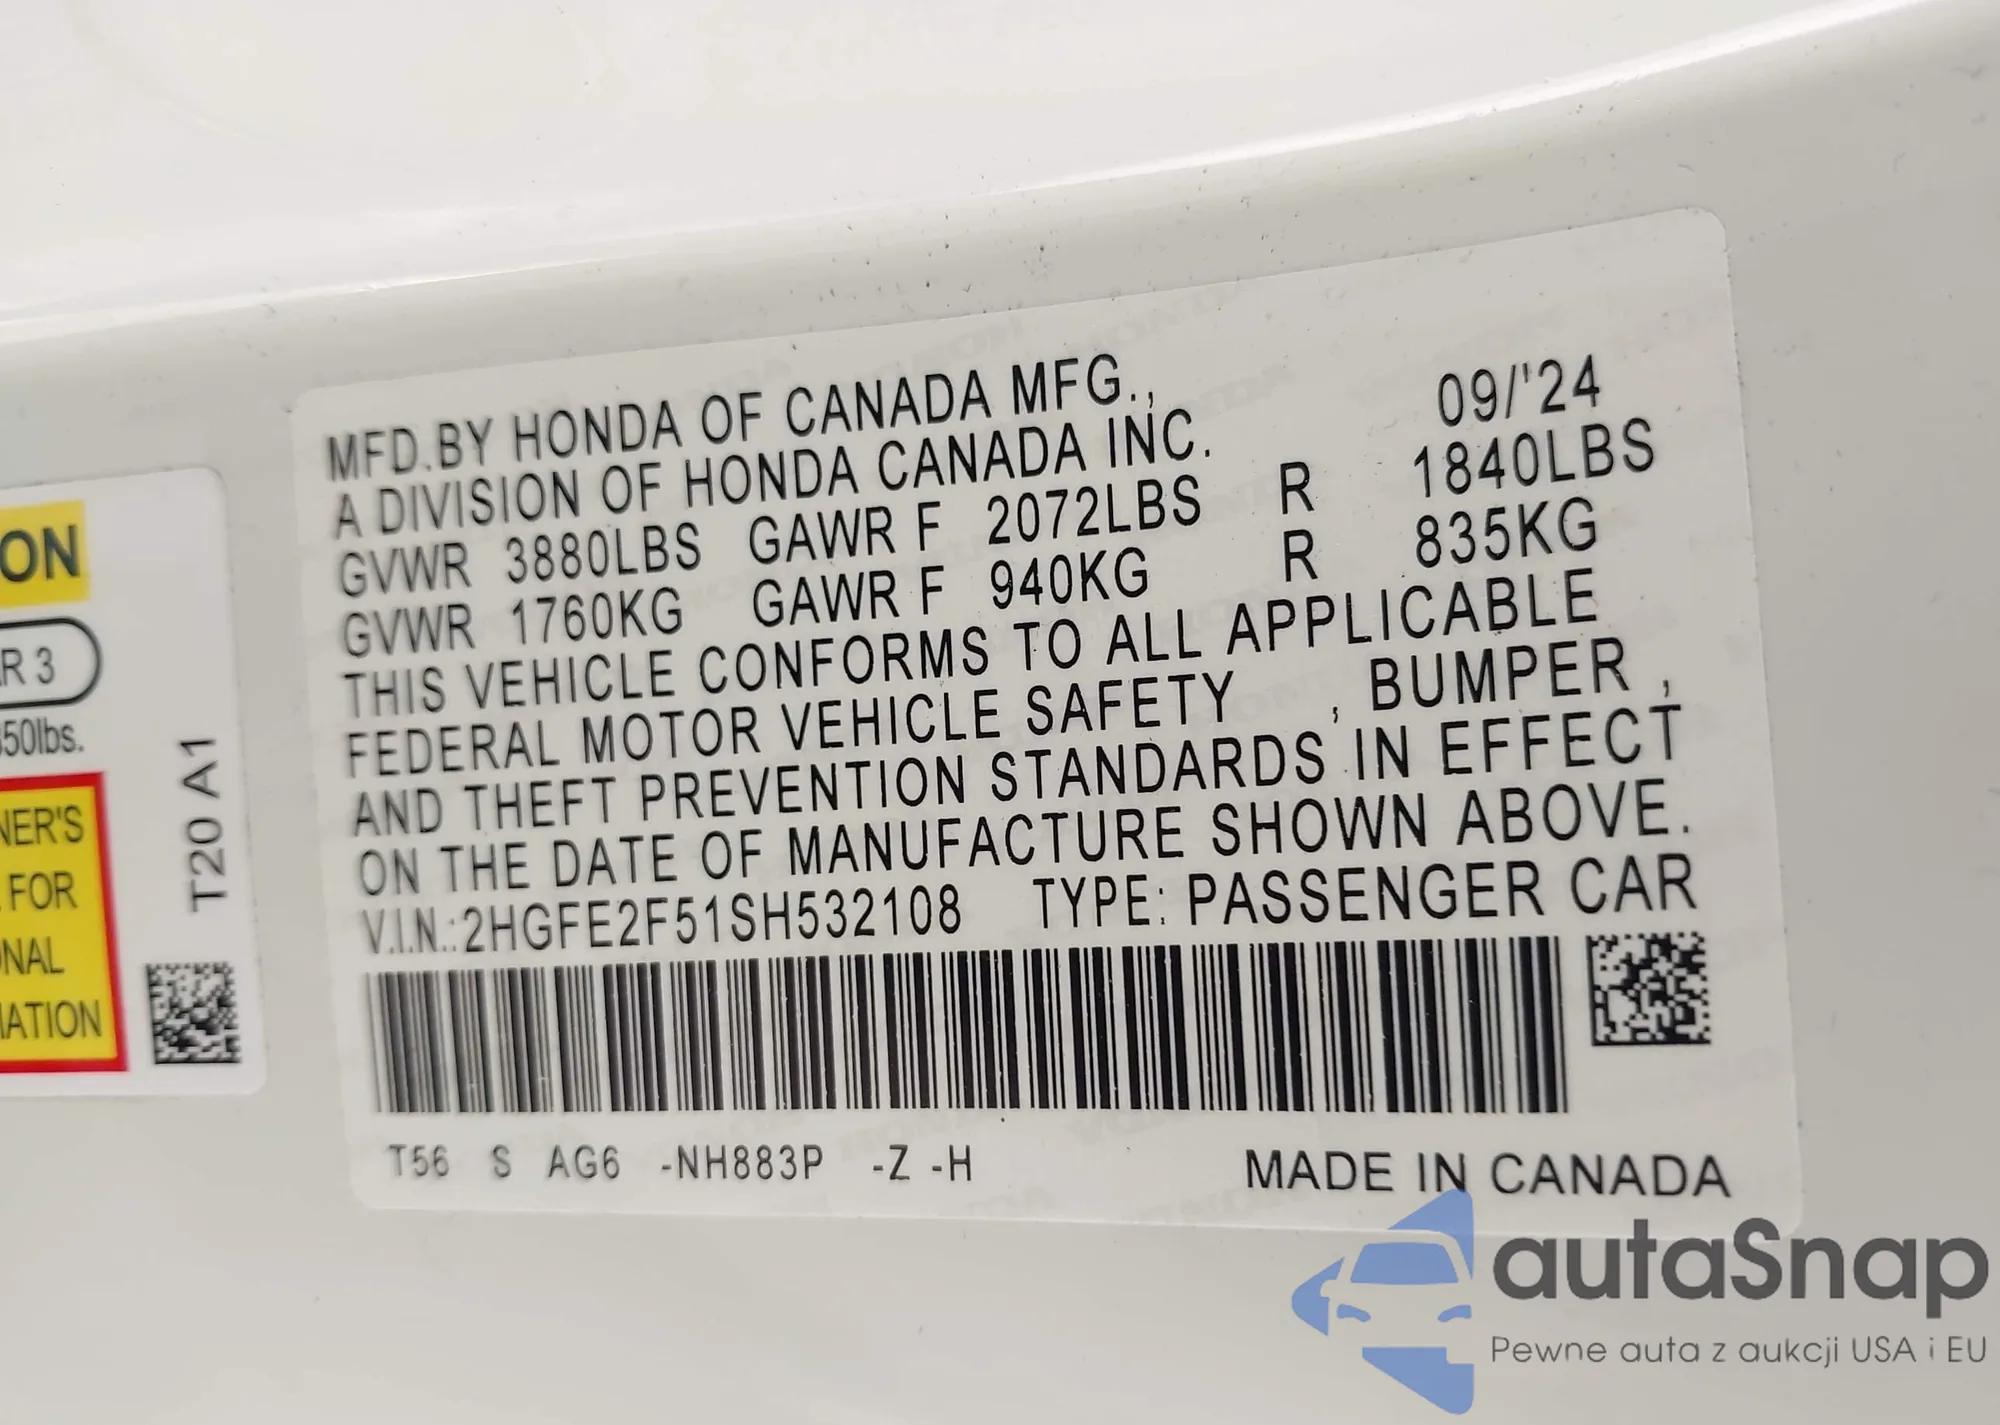 ON
R 3
50lbs.
NER'S
FOR
NAL
MATION
T20 A1
MFD.BY HONDA OF CANADA MFG., 09/'24
A DIVISION OF HONDA CANADA INC.
GVWR 3880LBS GAWR F 2072LBS R 1840LBS
GVWR 1760KG GAWR F 940KG R 835KG
THIS VEHICLE CONFORMS TO ALL APPLICABLE
FEDERAL MOTOR VEHICLE SAFETY , BUMPER ,
AND THEFT PREVENTION STANDARDS IN EFFECT
ON THE DATE OF MANUFACTURE SHOWN ABOVE.
V.I.N.:2HGFE2F51SH532108 TYPE: PASSENGER CAR
T56 S AG6 -NH883P -Z -H MADE IN CANADA
autaSnap
Pewne auta z aukcji USA i EU